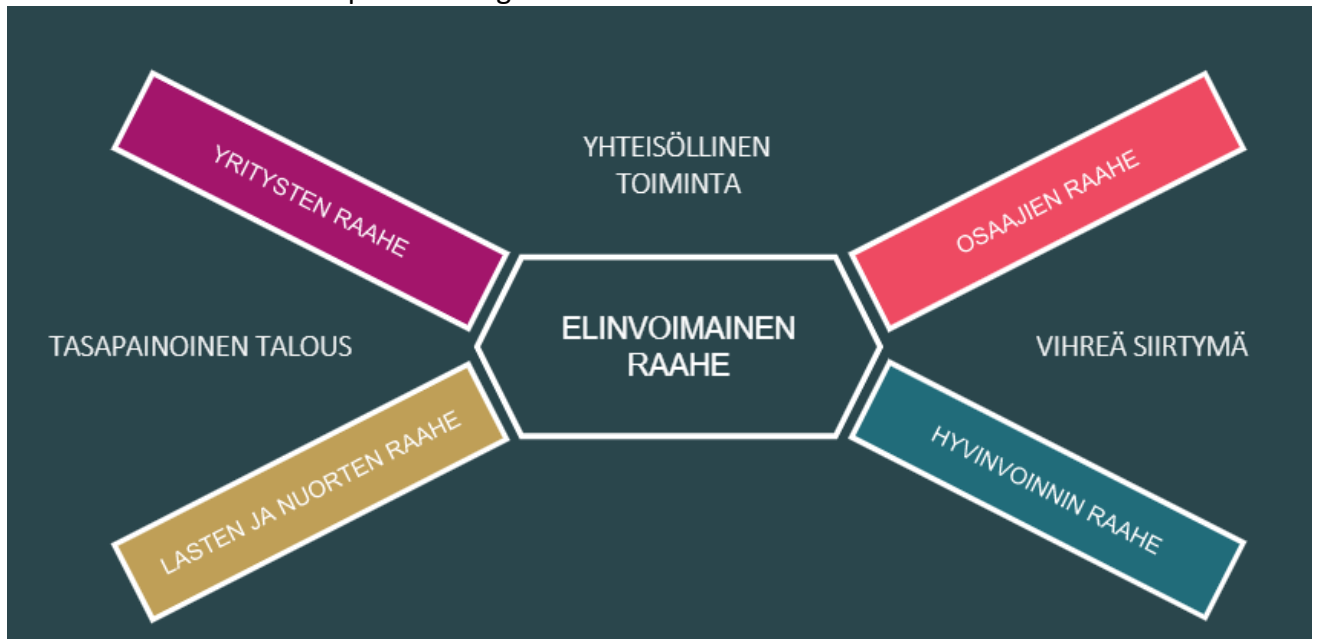 YRITYSTEN RAAHE
YHTEISÖLLINEN
TOIMINTA
OSAAJIEN RAAHE
TASAPAINOINEN TALOUS
ELINVOIMAINEN
RAAHE
VIHREÄ SIIRTYMÄ
LASTEN JA NUORTEN RAAHE
HYVINVOINNIN RAAHE